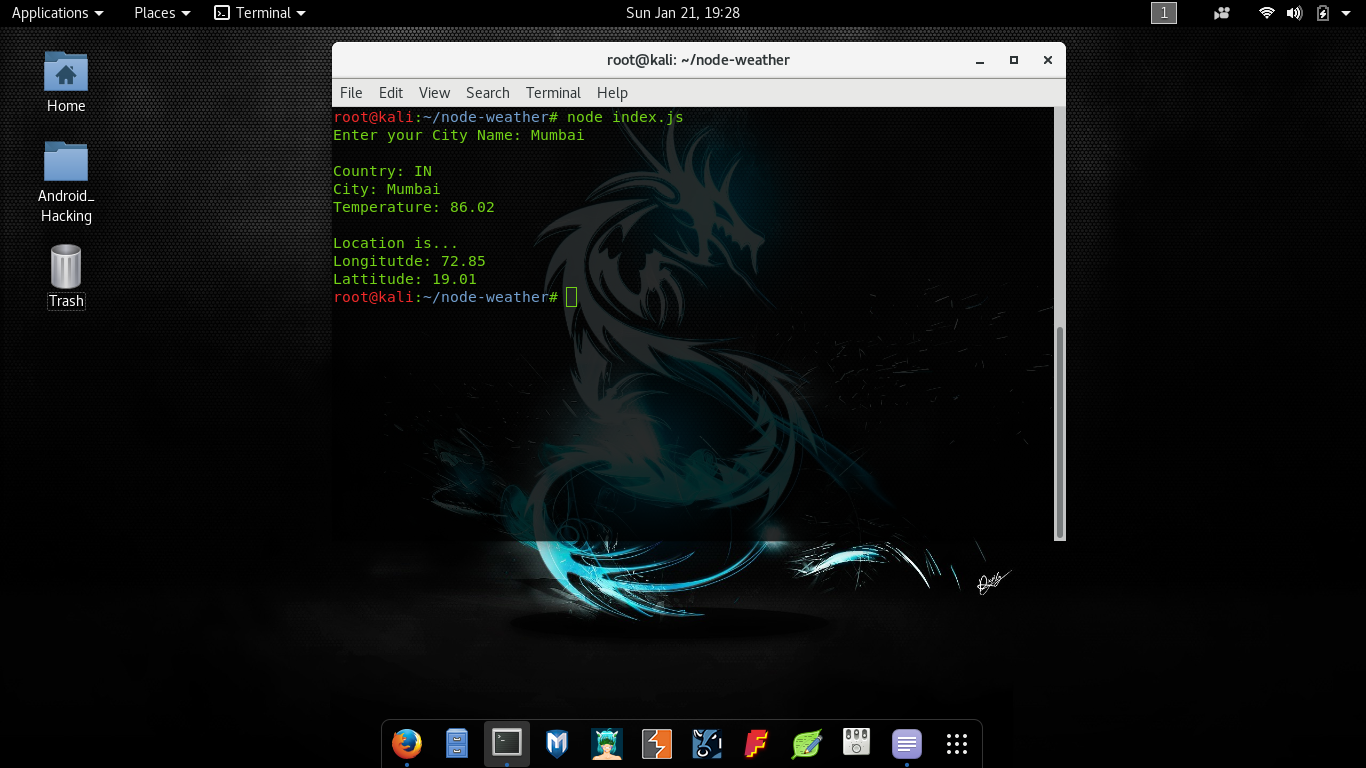 Applications Places Terminal Sun Jan 21, 19:28 1
Home
Android_
Hacking
Trash
root@kali: ~/node-weather
File Edit View Search Terminal Help
root@kali:~/node-weather# node index.js
Enter your City Name: Mumbai
Country: IN
City: Mumbai
Temperature: 86.02
Location is...
Longitutde: 72.85
Lattitude: 19.01
root@kali:~/node-weather#